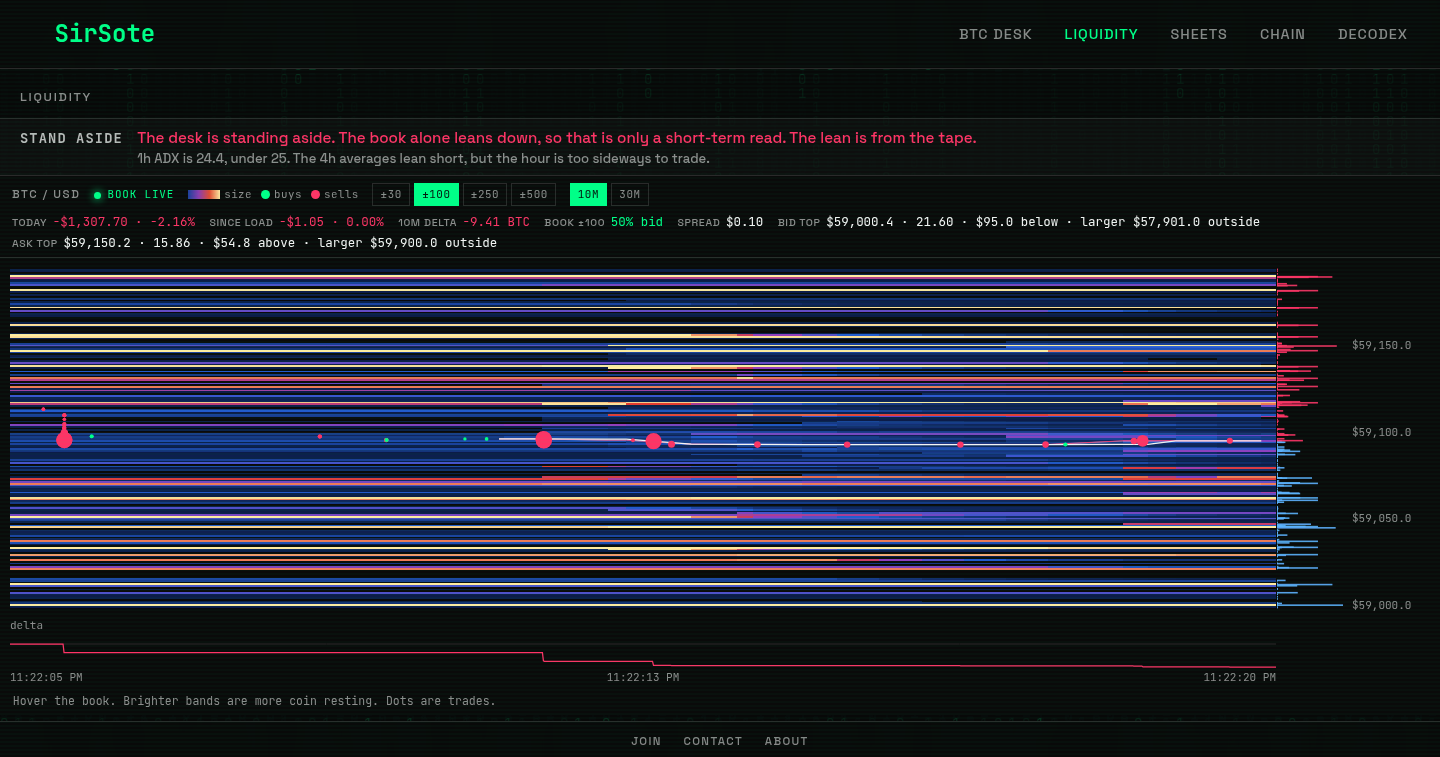 SirSote
BTC DESK LIQUIDITY SHEETS CHAIN DECODEX
LIQUIDITY
STAND ASIDE The desk is standing aside. The book alone leans down, so that is only a short-term read. The lean is from the tape.
1h ADX is 24.4, under 25. The 4h averages lean short, but the hour is too sideways to trade.
BTC / USD BOOK LIVE size buys sells ±30 ±100 ±250 ±500 10M 30M
TODAY -$1,307.70 · -2.16% SINCE LOAD -$1.05 · 0.00% 10M DELTA -9.41 BTC BOOK ±100 50% bid SPREAD $0.10 BID TOP $59,000.4 · 21.60 · $95.0 below · larger $57,901.0 outside
ASK TOP $59,150.2 · 15.86 · $54.8 above · larger $59,900.0 outside
$59,150.0
$59,100.0
$59,050.0
$59,000.0
delta
11:22:05 PM 11:22:13 PM 11:22:20 PM
Hover the book. Brighter bands are more coin resting. Dots are trades.
JOIN CONTACT ABOUT